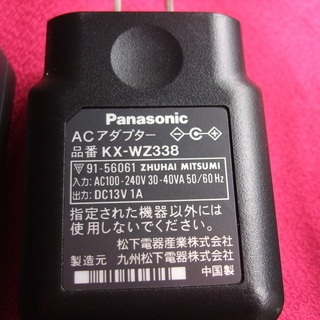 Panasonic
ACアダプター
品番 KX-WZ338
91-56061 ZHUHAI MITSUMI
入力: AC100-240V 30-40VA 50/60Hz
出力: DC13V 1A
指定された機器以外には
使用しないでください。
松下電器産業株式会社
製造元 九州松下電器株式会社
中国製